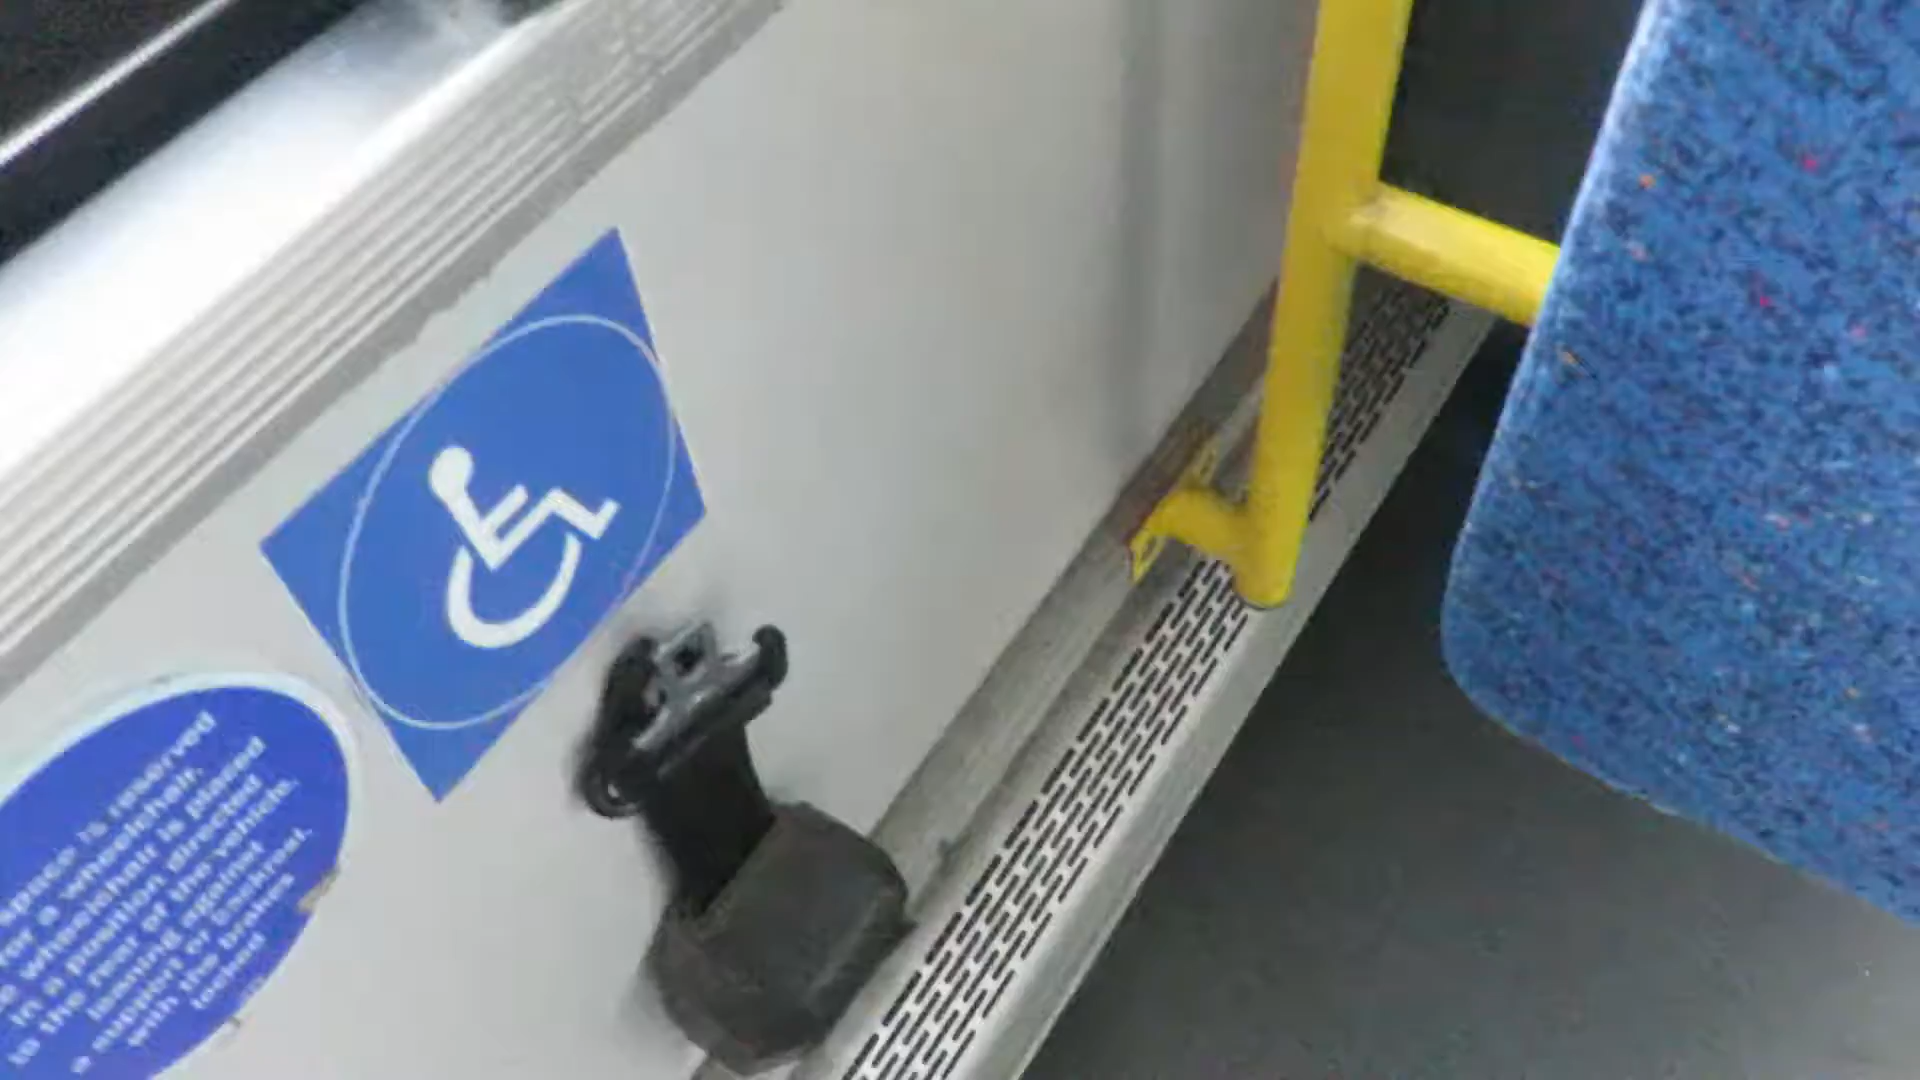 space is reserved
for a wheelchair.
wheelchair is placed
in a position directed
to the rear of the vehicle,
leaning against
a support or backrest,
with the brakes
locked